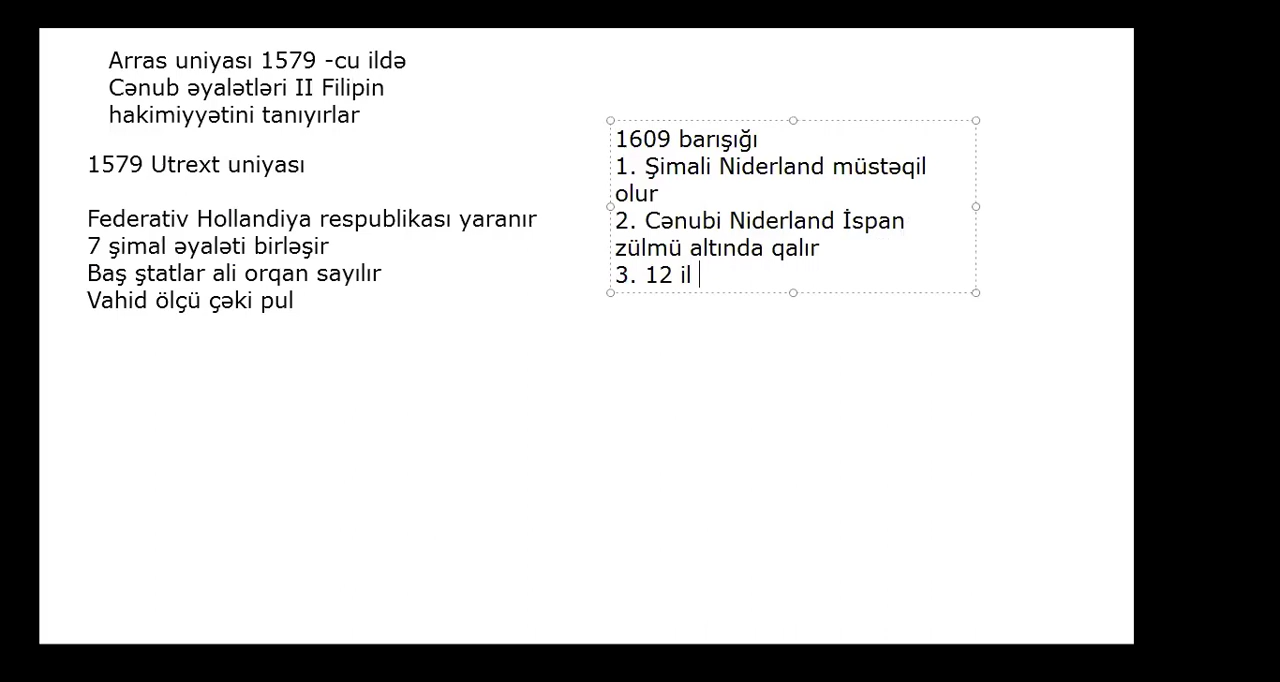 Arras uniyası 1579 -cu ildə
Cənub əyalətləri II Filipin
hakimiyyətini tanıyırlar
1579 Utrext uniyası
Federativ Hollandiya respublikası yaranır
7 şimal əyaləti birləşir
Baş ştatlar ali orqan sayılır
Vahid ölçü çəki pul
1609 barışığı
1. Şimali Niderland müstəqil
olur
2. Cənubi Niderland İspan
zülmü altında qalır
3. 12 il